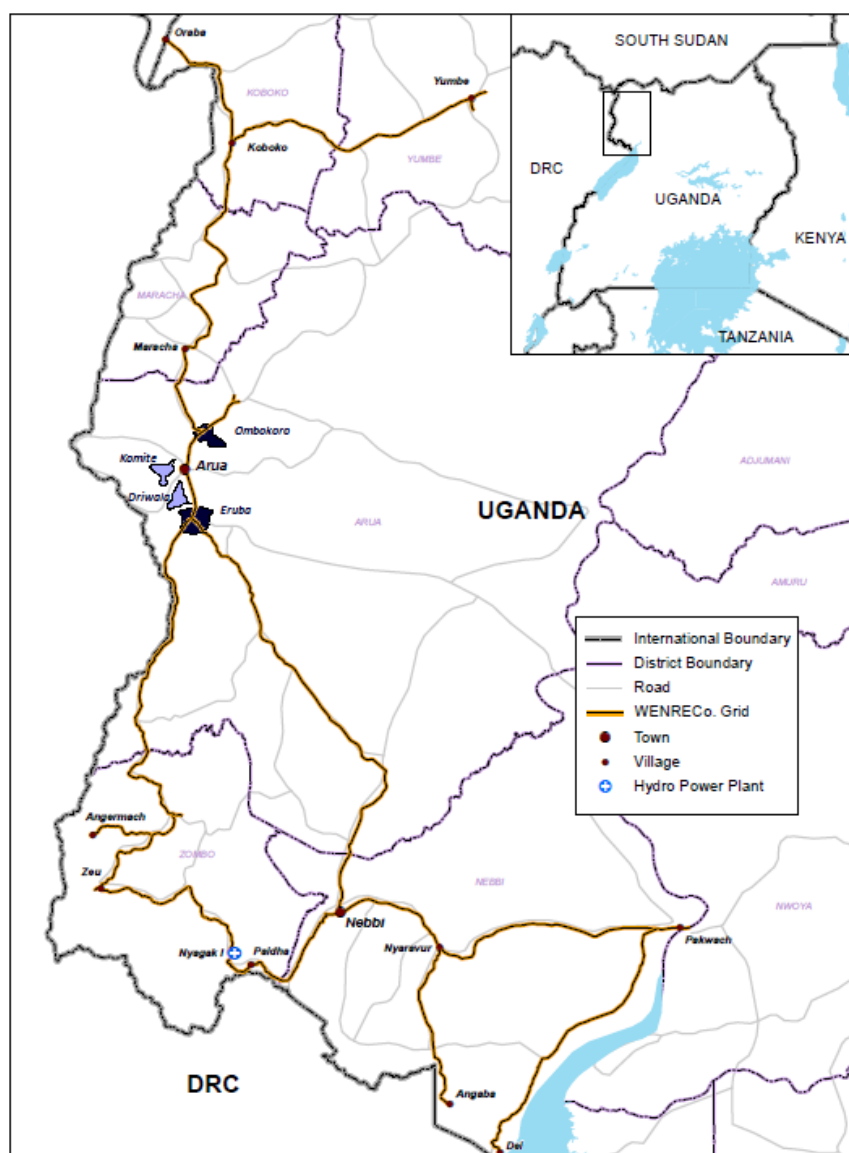 Oraba
SOUTH SUDAN
KOBOKO
Yumbe
Koboko
YUMBE
DRC
UGANDA
KENYA
TANZANIA
MARACHA
Maracha
Ombokoro
Komite
Arua
Driwala
Eruba
ADJUMANI
UGANDA
ARUA
AMURU
International Boundary
District Boundary
Road
WENRECo. Grid
Town
Village
Hydro Power Plant
Angermach
ZOMBO
Zeu
NEBBI
NWOYA
Nebbi
Nyaravur
Pakwach
Nyagak I
Paidha
DRC
Angaba
Dei